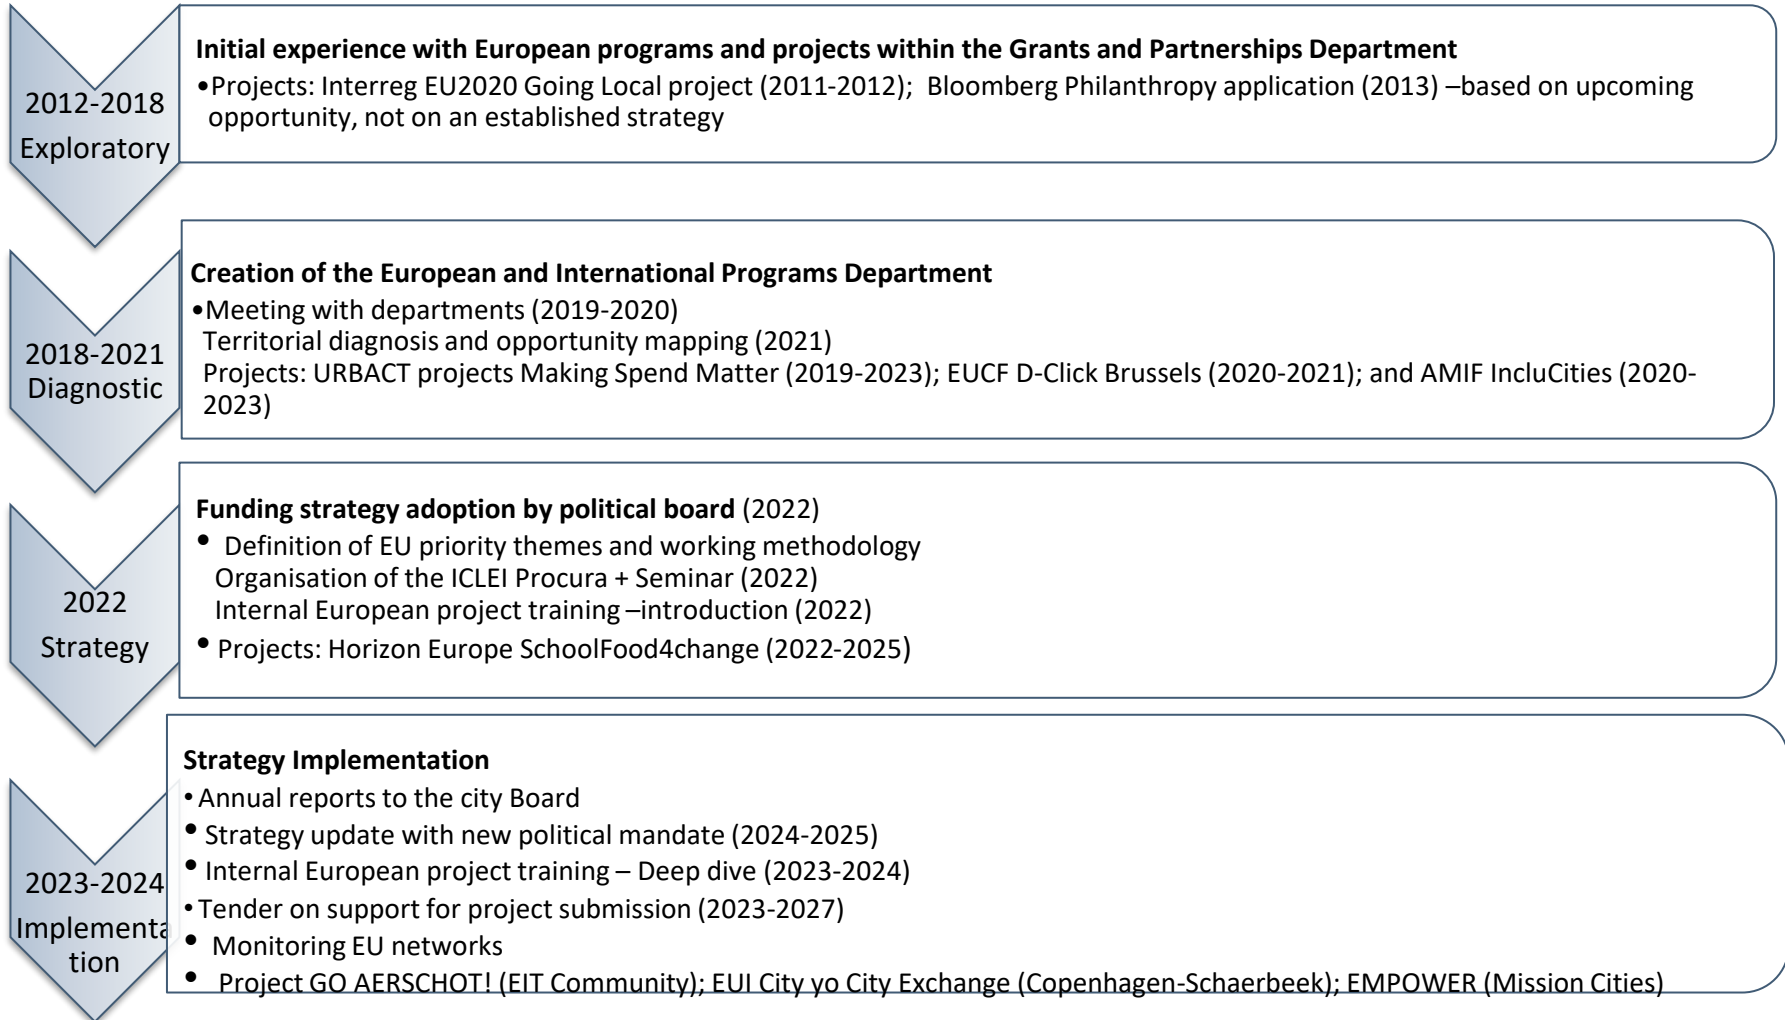 2012-2018
Exploratory
Initial experience with European programs and projects within the Grants and Partnerships Department
•Projects: Interreg EU2020 Going Local project (2011-2012);  Bloomberg Philanthropy application (2013) –based on upcoming
opportunity, not on an established strategy
2018-2021
Diagnostic
Creation of the European and International Programs Department
•Meeting with departments (2019-2020)
Territorial diagnosis and opportunity mapping (2021)
Projects: URBACT projects Making Spend Matter (2019-2023); EUCF D-Click Brussels (2020-2021); and AMIF IncluCities (2020-
2023)
2022
Strategy
Funding strategy adoption by political board (2022)
• Definition of EU priority themes and working methodology
Organisation of the ICLEI Procura + Seminar (2022)
Internal European project training –introduction (2022)
• Projects: Horizon Europe SchoolFood4change (2022-2025)
2023-2024
Implementa
tion
Strategy Implementation
• Annual reports to the city Board
• Strategy update with new political mandate (2024-2025)
• Internal European project training – Deep dive (2023-2024)
• Tender on support for project submission (2023-2027)
• Monitoring EU networks
• Project GO AERSCHOT! (EIT Community); EUI City yo City Exchange (Copenhagen-Schaerbeek); EMPOWER (Mission Cities)